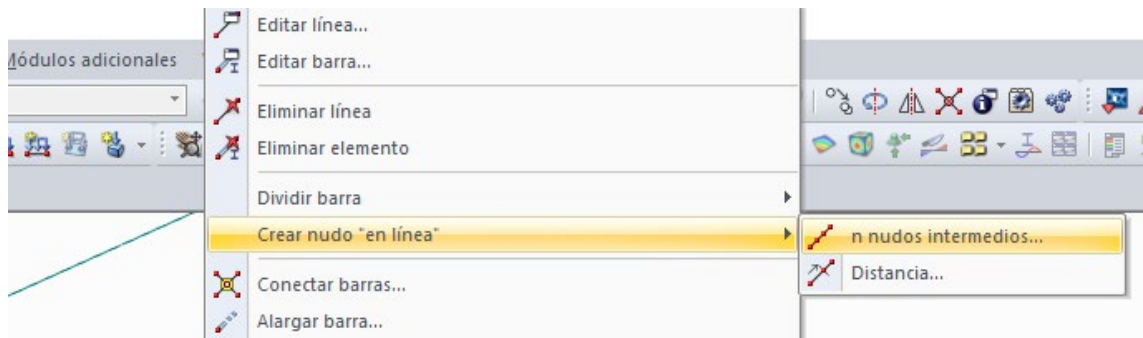 Editar línea...
Módulos adicionales
Editar barra...
Eliminar línea
Eliminar elemento
Dividir barra
Crear nudo "en línea"
n nudos intermedios...
Distancia...
Conectar barras...
Alargar barra...